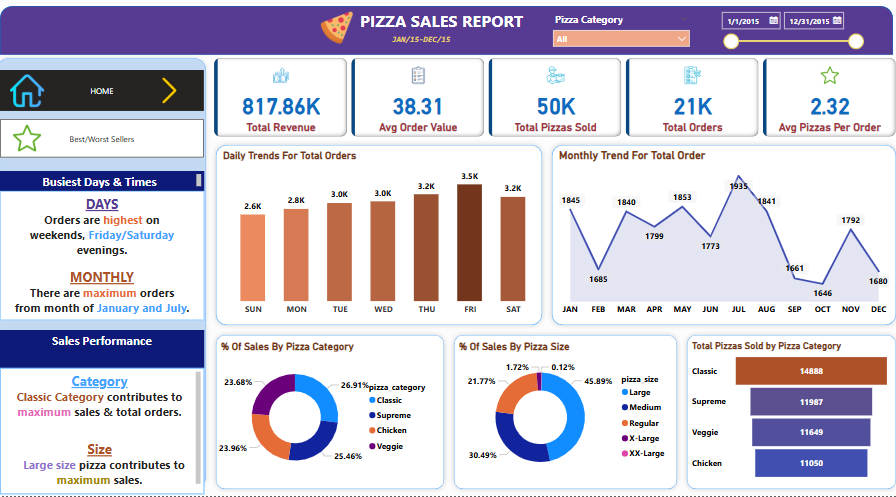 PIZZA SALES REPORT
JAN/15-DEC/15
Pizza Category
All
1/1/2015
12/31/2015
HOME
Best/Worst Sellers
Busiest Days & Times
DAYS
Orders are highest on
weekends, Friday/Saturday
evenings.
MONTHLY
There are maximum orders
from month of January and July.
Sales Performance
Category
Classic Category contributes to
maximum sales & total orders.
Size
Large size pizza contributes to
maximum sales.
817.86K
Total Revenue
38.31
Avg Order Value
50K
Total Pizzas Sold
21K
Total Orders
2.32
Avg Pizzas Per Order
Daily Trends For Total Orders
2.6K
2.8K
3.0K
3.0K
3.2K
3.5K
3.2K
SUN
MON
TUE
WED
THU
FRI
SAT
Monthly Trend For Total Order
1845
1685
1840
1799
1853
1773
1935
1841
1661
1646
1792
1680
JAN
FEB
MAR
APR
MAY
JUN
JUL
AUG
SEP
OCT
NOV
DEC
% Of Sales By Pizza Category
23.68%
26.91%
23.96%
25.46%
pizza_category
Classic
Supreme
Chicken
Veggie
% Of Sales By Pizza Size
1.72%
0.12%
21.77%
45.89%
30.49%
pizza_size
Large
Medium
Regular
X-Large
XX-Large
Total Pizzas Sold by Pizza Category
Classic
14888
Supreme
11987
Veggie
11649
Chicken
11050